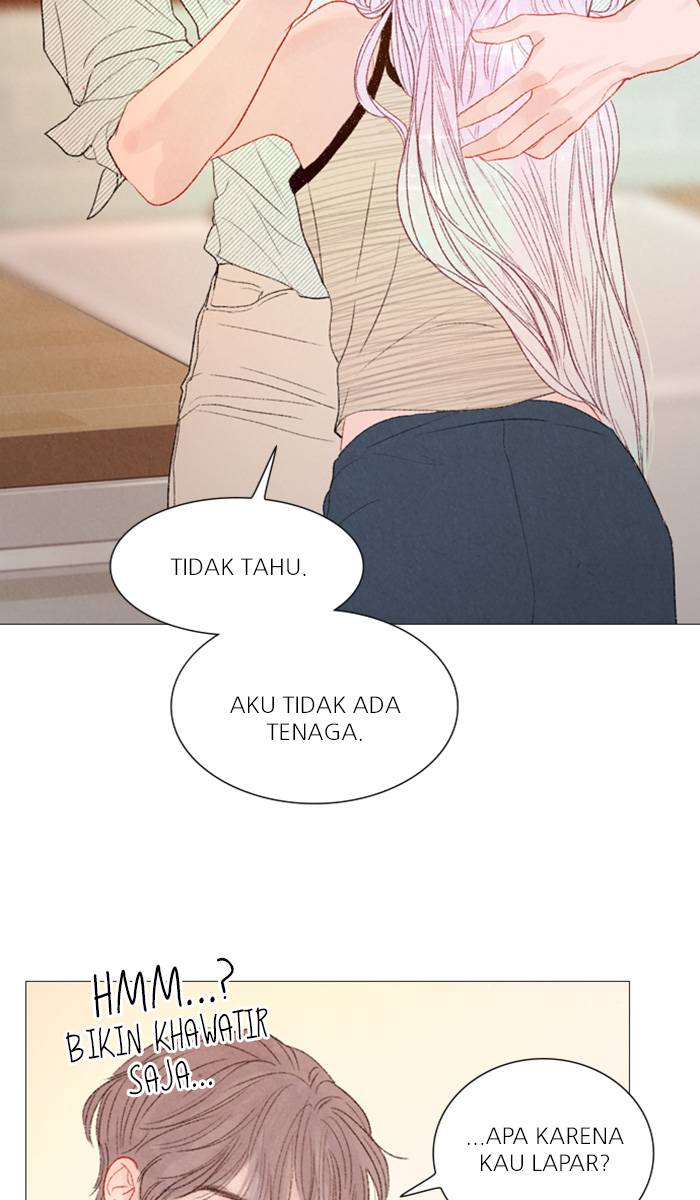 TIDAK TAHU.
AKU TIDAK ADA
TENAGA.
HMM...?
BIKIN KHAWATIR
SAJA...
...APA KARENA
KAU LAPAR?